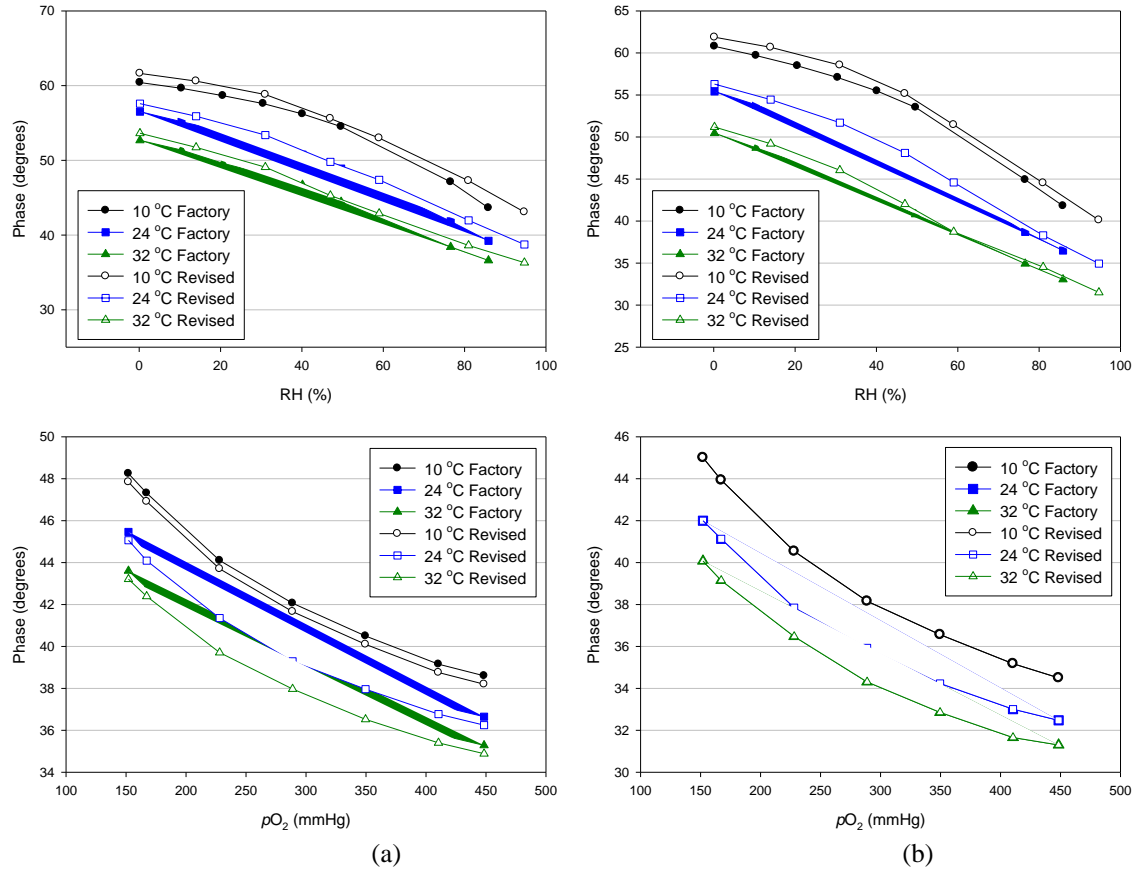 70
60
50
40
30
Phase (degrees)
10 °C Factory
24 °C Factory
32 °C Factory
10 °C Revised
24 °C Revised
32 °C Revised
0 20 40 60 80 100
RH (%)
65
60
55
50
45
40
35
30
25
Phase (degrees)
10 °C Factory
24 °C Factory
32 °C Factory
10 °C Revised
24 °C Revised
32 °C Revised
0 20 40 60 80 100
RH (%)
50
48
46
44
42
40
38
36
34
Phase (degrees)
10 °C Factory
24 °C Factory
32 °C Factory
10 °C Revised
24 °C Revised
32 °C Revised
100 150 200 250 300 350 400 450 500
pO₂ (mmHg)
(a)
46
44
42
40
38
36
34
32
30
Phase (degrees)
10 °C Factory
24 °C Factory
32 °C Factory
10 °C Revised
24 °C Revised
32 °C Revised
100 150 200 250 300 350 400 450 500
pO₂ (mmHg)
(b)